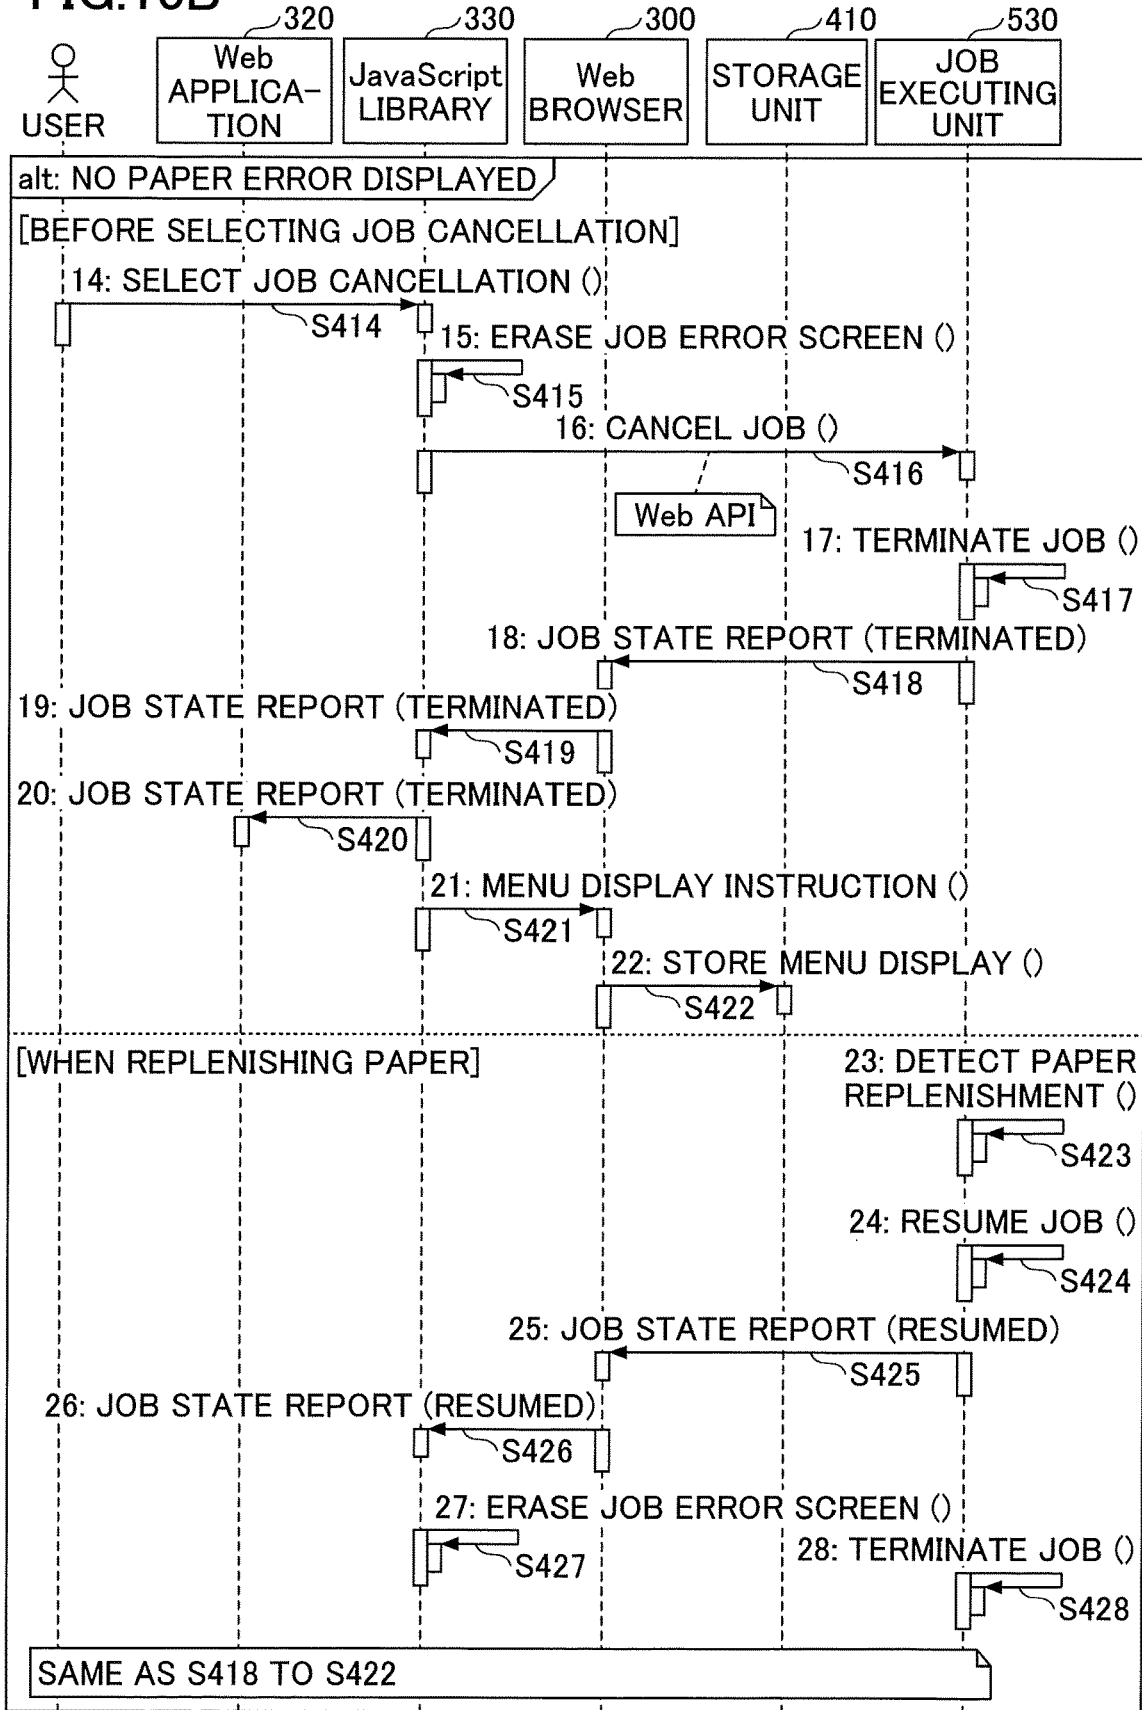 FIG.10B
320
330
300
410
530
USER
Web
APPLICA-
TION
JavaScript
LIBRARY
Web
BROWSER
STORAGE
UNIT
JOB
EXECUTING
UNIT
alt: NO PAPER ERROR DISPLAYED
[BEFORE SELECTING JOB CANCELLATION]
14: SELECT JOB CANCELLATION ()
S414
15: ERASE JOB ERROR SCREEN ()
S415
16: CANCEL JOB ()
S416
Web API
17: TERMINATE JOB ()
S417
18: JOB STATE REPORT (TERMINATED)
S418
19: JOB STATE REPORT (TERMINATED)
S419
20: JOB STATE REPORT (TERMINATED)
S420
21: MENU DISPLAY INSTRUCTION ()
S421
22: STORE MENU DISPLAY ()
S422
[WHEN REPLENISHING PAPER]
23: DETECT PAPER
REPLENISHMENT ()
S423
24: RESUME JOB ()
S424
25: JOB STATE REPORT (RESUMED)
S425
26: JOB STATE REPORT (RESUMED)
S426
27: ERASE JOB ERROR SCREEN ()
S427
28: TERMINATE JOB ()
S428
SAME AS S418 TO S422